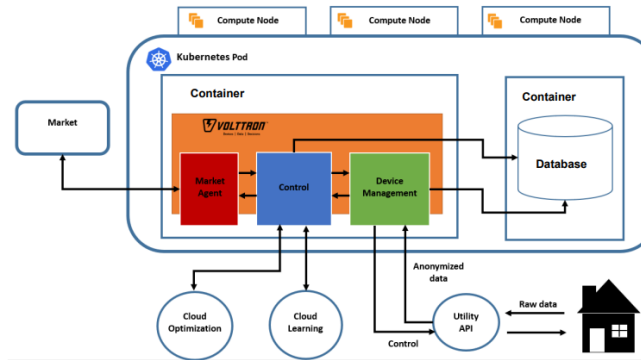 Compute Node
Compute Node
Compute Node
Kubernetes Pod
Container
Container
Market
VOLTTRON
Market
Agent
Control
Device
Management
Database
Anonymized
data
Cloud
Optimization
Cloud
Learning
Control
Utility
API
Raw data